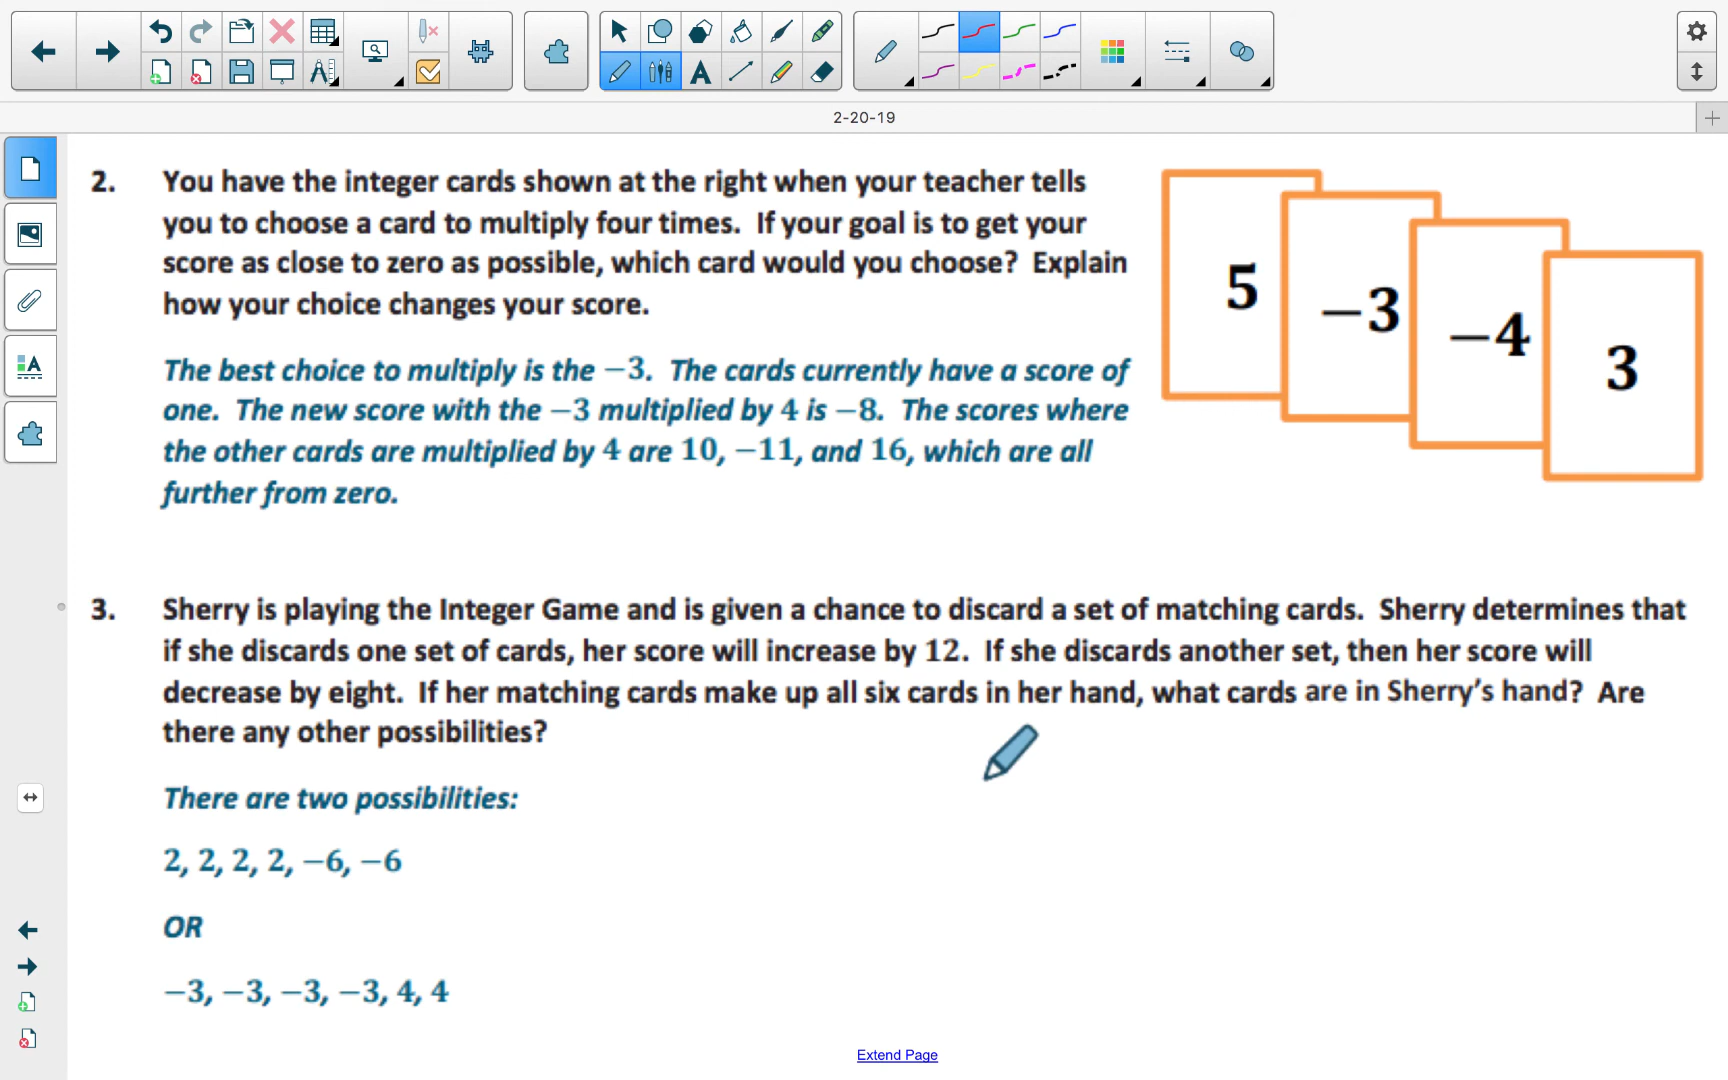 2-20-19
2. You have the integer cards shown at the right when your teacher tells
you to choose a card to multiply four times. If your goal is to get your
score as close to zero as possible, which card would you choose? Explain
how your choice changes your score.
5
−3
−4
3
The best choice to multiply is the −3. The cards currently have a score of
one. The new score with the −3 multiplied by 4 is −8. The scores where
the other cards are multiplied by 4 are 10, −11, and 16, which are all
further from zero.
3. Sherry is playing the Integer Game and is given a chance to discard a set of matching cards. Sherry determines that
if she discards one set of cards, her score will increase by 12. If she discards another set, then her score will
decrease by eight. If her matching cards make up all six cards in her hand, what cards are in Sherry's hand? Are
there any other possibilities?
There are two possibilities:
2, 2, 2, 2, −6, −6
OR
−3, −3, −3, −3, 4, 4
Extend Page